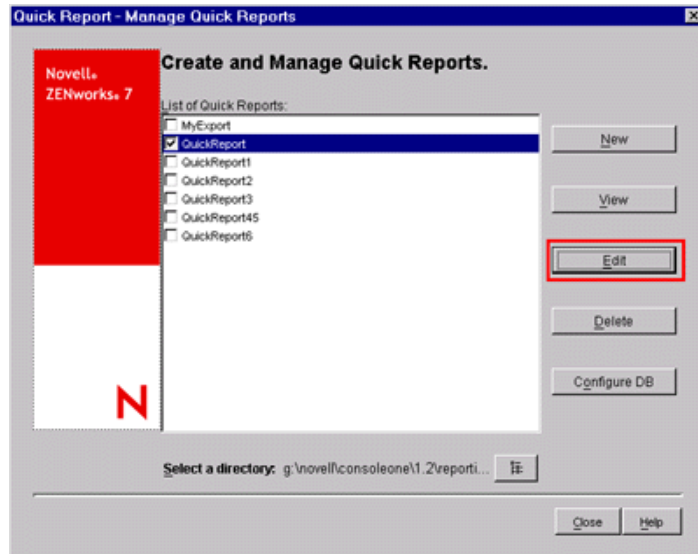 Quick Report - Manage Quick Reports
Novell®
ZENworks® 7
Create and Manage Quick Reports.
List of Quick Reports:
MyExport
QuickReport
QuickReport1
QuickReport2
QuickReport3
QuickReport45
QuickReport6
New
View
Edit
Delete
Configure DB
N
Select a directory: g:\novell\consoleone\1.2\reporti...
Close
Help